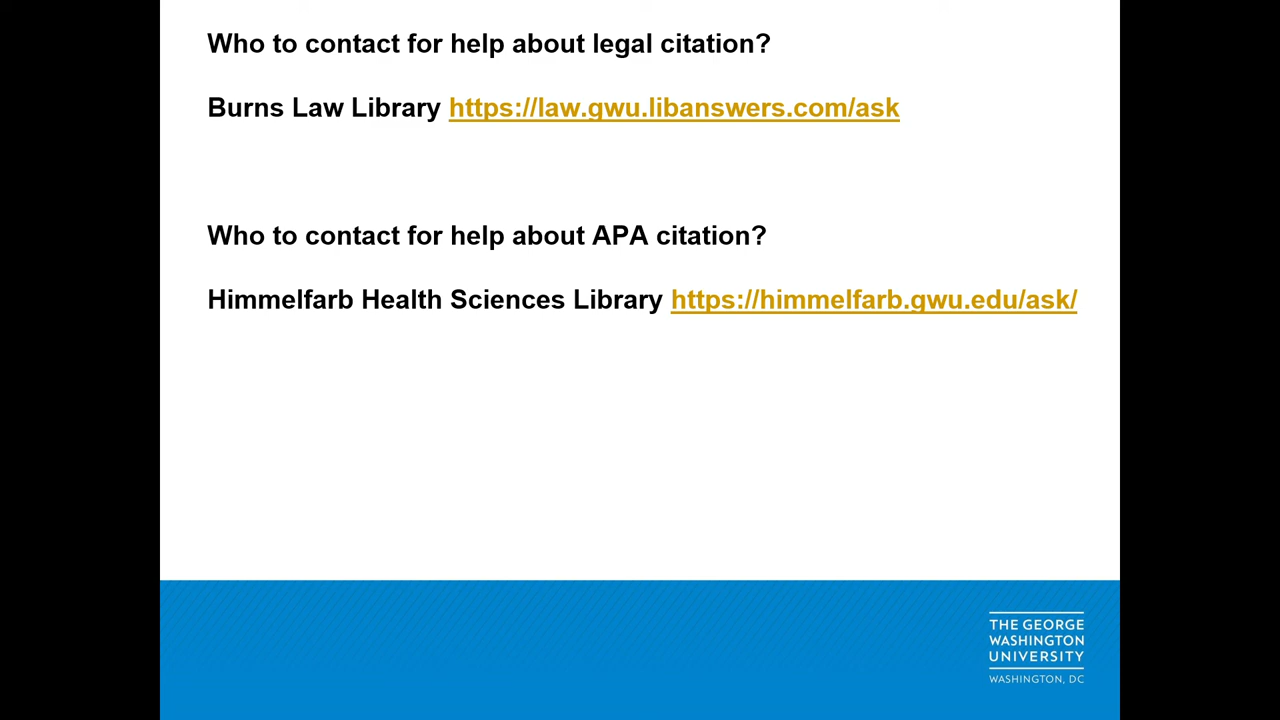 Who to contact for help about legal citation?
Burns Law Library https://law.gwu.libanswers.com/ask
Who to contact for help about APA citation?
Himmelfarb Health Sciences Library https://himmelfarb.gwu.edu/ask/
THE GEORGE
WASHINGTON
UNIVERSITY
WASHINGTON, DC